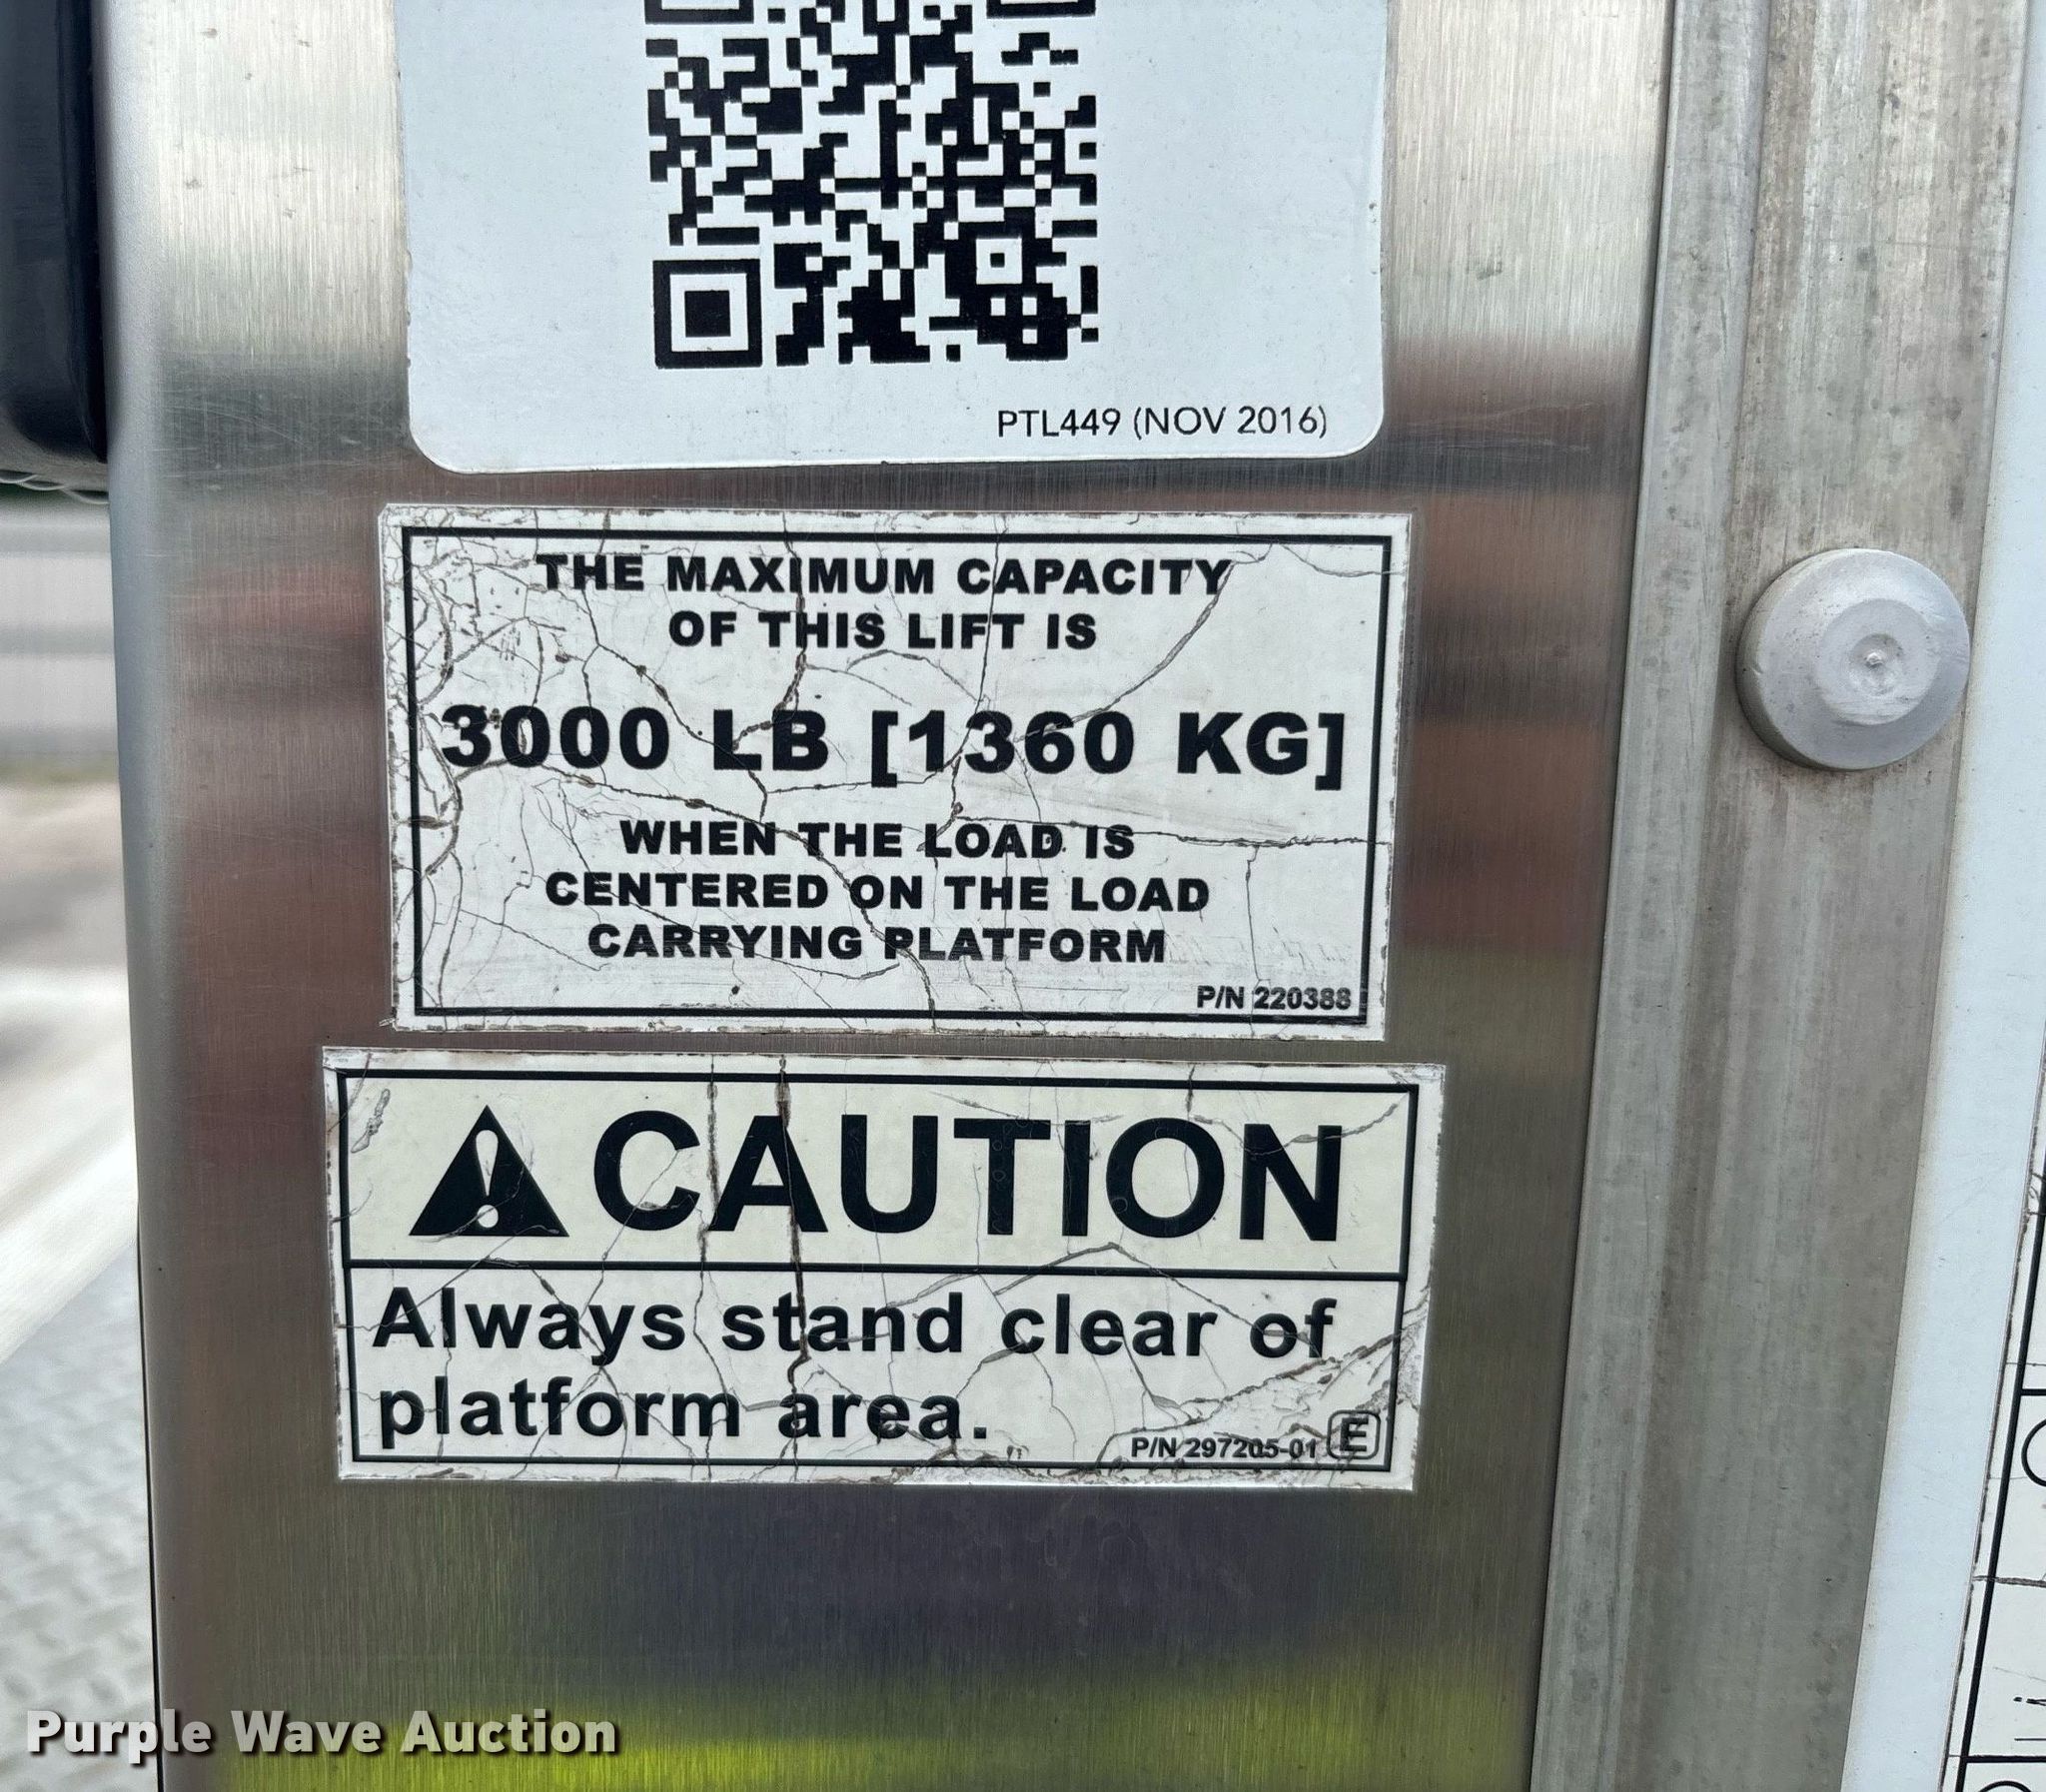 PTL449 (NOV 2016)
THE MAXIMUM CAPACITY
OF THIS LIFT IS
3000 LB [1360 KG]
WHEN THE LOAD IS
CENTERED ON THE LOAD
CARRYING PLATFORM
P/N 220388
CAUTION
Always stand clear of
platform area.
P/N 297205-01 E
Purple Wave Auction